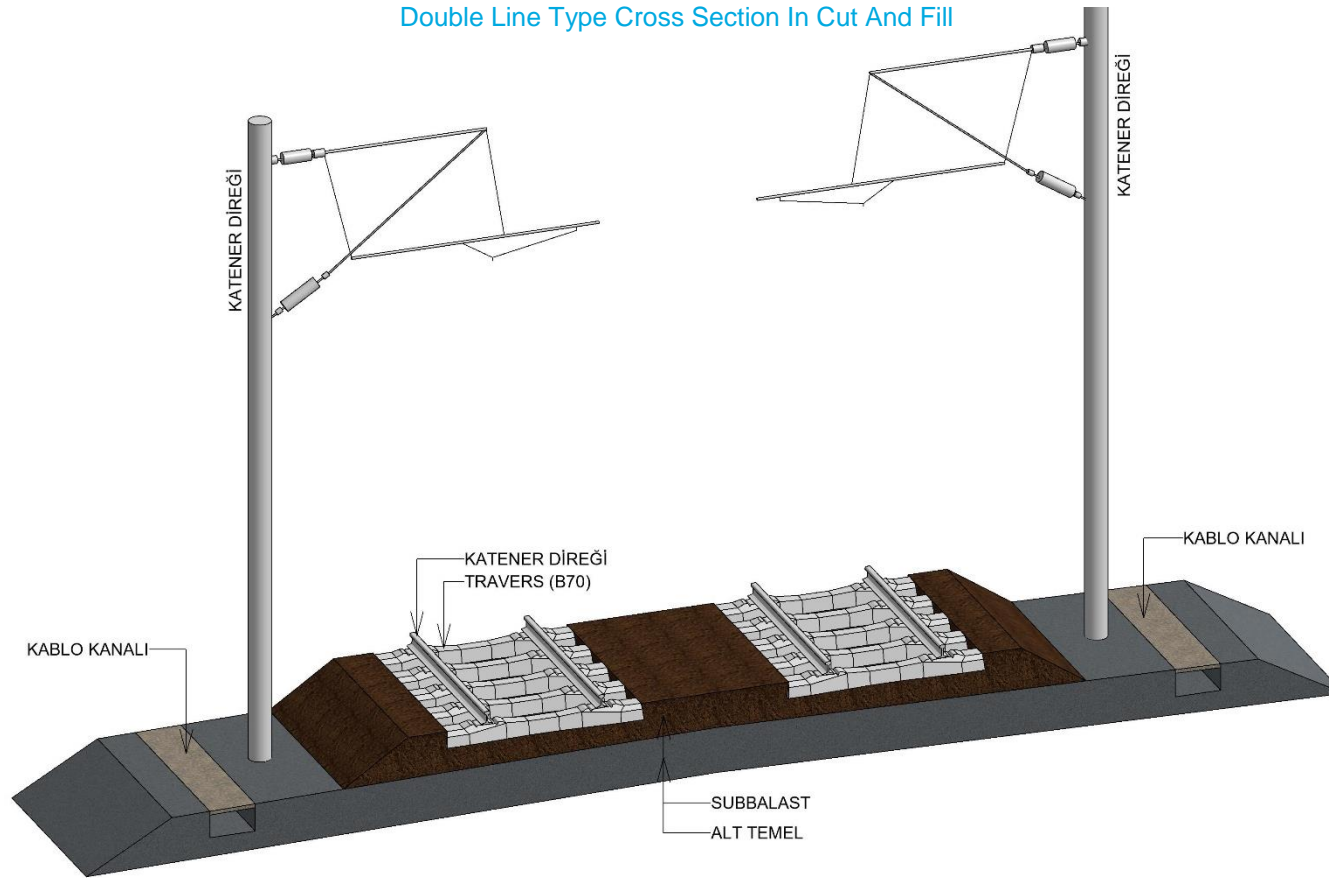 Double Line Type Cross Section In Cut And Fill
KATENER DİREĞİ
KATENER DİREĞİ
KATENER DİREĞİ
TRAVERS (B70)
KABLO KANALI
KABLO KANALI
SUBBALAST
ALT TEMEL